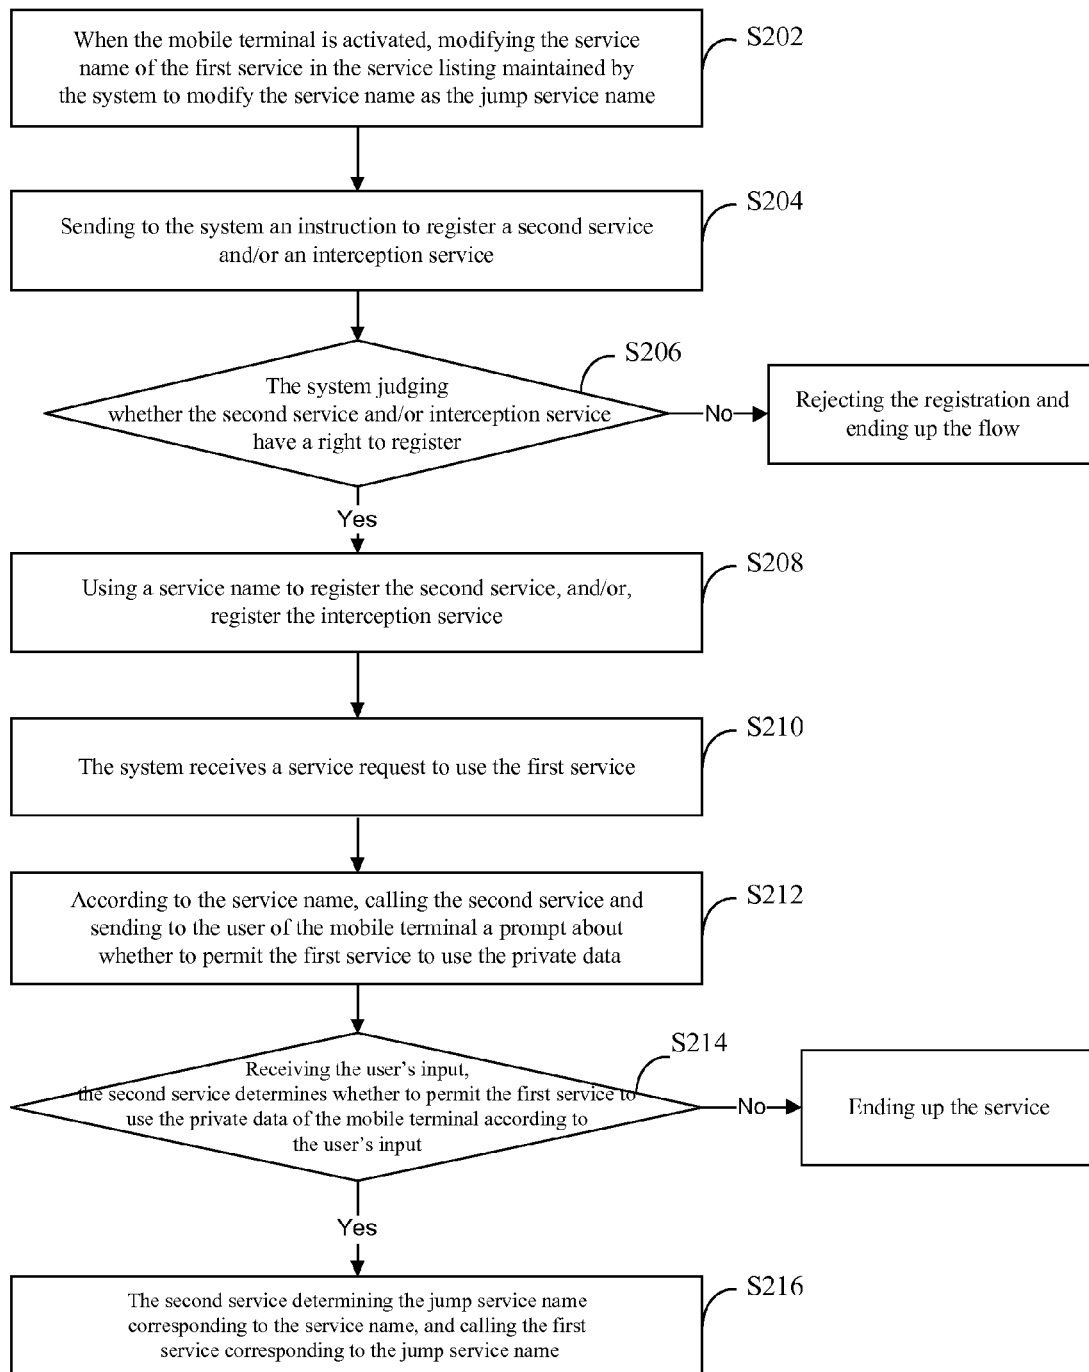 When the mobile terminal is activated, modifying the service
name of the first service in the service listing maintained by
the system to modify the service name as the jump service name
S202
Sending to the system an instruction to register a second service
and/or an interception service
S204
The system judging
whether the second service and/or interception service
have a right to register
S206
No
Rejecting the registration and
ending up the flow
Yes
Using a service name to register the second service, and/or,
register the interception service
S208
The system receives a service request to use the first service
S210
According to the service name, calling the second service and
sending to the user of the mobile terminal a prompt about
whether to permit the first service to use the private data
S212
Receiving the user's input,
the second service determines whether to permit the first service to
use the private data of the mobile terminal according to
the user's input
S214
No
Ending up the service
Yes
The second service determining the jump service name
corresponding to the service name, and calling the first
service corresponding to the jump service name
S216